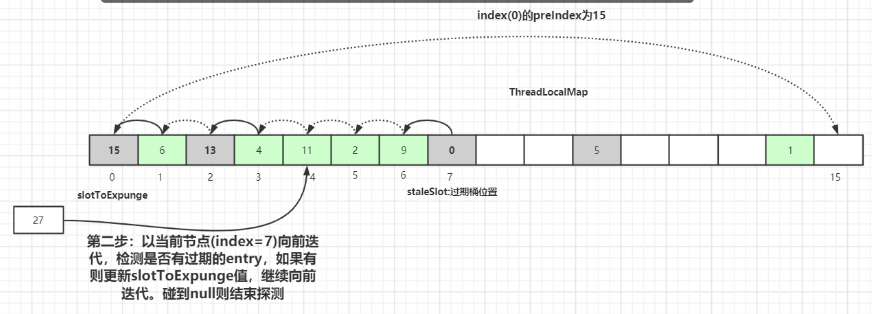 index(0)的preIndex为15
ThreadLocalMap
15 6 13 4 11 2 9 0 5 1
0 1 2 3 4 5 6 7 15
slotToExpunge
staleSlot:过期桶位置
27
第二步：以当前节点(index=7)向前迭
代，检测是否有过期的entry，如果有
则更新slotToExpunge值，继续向前
迭代。碰到null则结束探测